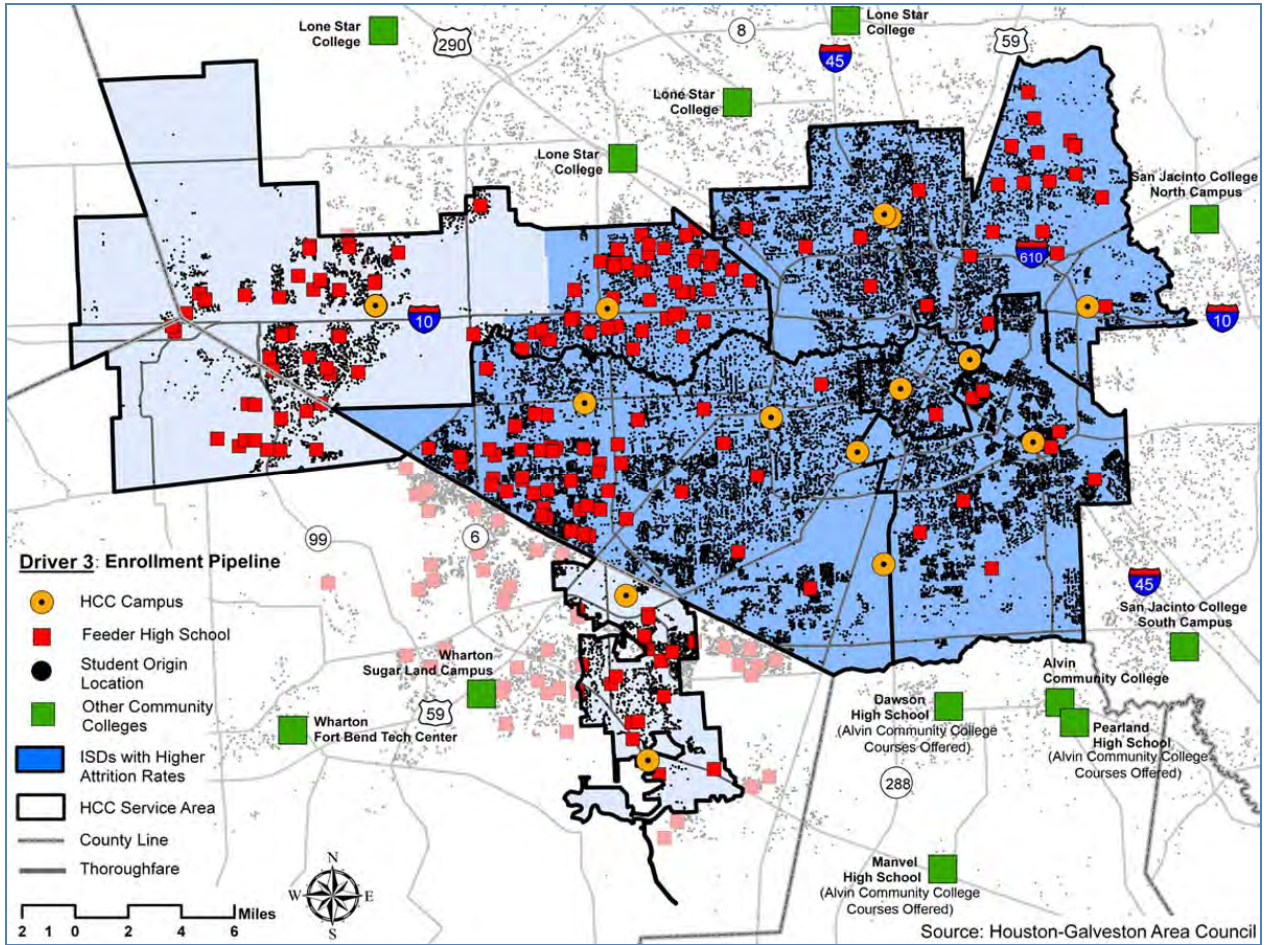 Lone Star
College
290
8
Lone Star
College
45
59
Lone Star
College
Lone Star
College
San Jacinto College
North Campus
610
10
10
99
6
Driver 3: Enrollment Pipeline
HCC Campus
Feeder High School
Student Origin
Location
Other Community
Colleges
ISDs with Higher
Attrition Rates
HCC Service Area
County Line
Thoroughfare
Miles
2 1 0 2 4 6
N
W E
S
Wharton
Sugar Land Campus
59
Wharton
Fort Bend Tech Center
45
San Jacinto College
South Campus
Alvin
Community College
Dawson
High School
(Alvin Community College
Courses Offered)
Pearland
High School
(Alvin Community College
Courses Offered)
288
Manvel
High School
(Alvin Community College
Courses Offered)
Source: Houston-Galveston Area Council